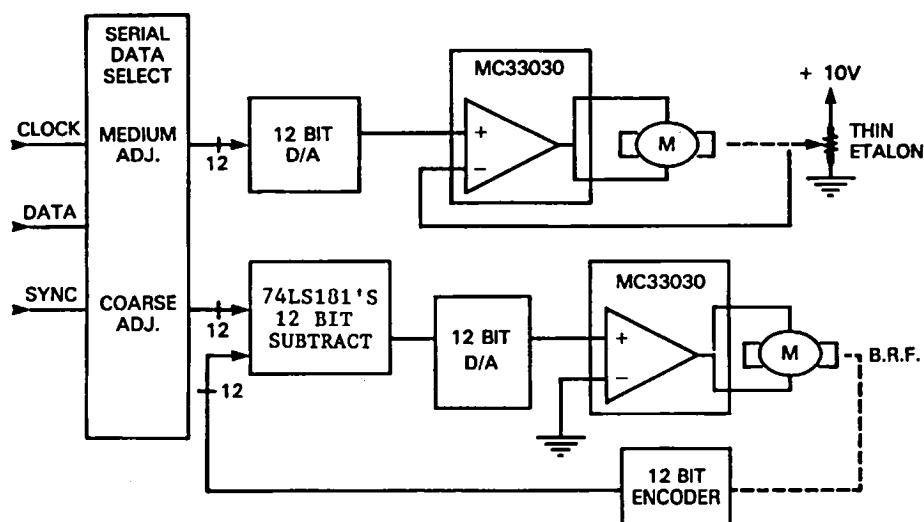 SERIAL
DATA
SELECT
CLOCK
MEDIUM
ADJ.
12
12 BIT
D/A
MC33030
+
−
M
+ 10V
THIN
ETALON
DATA
SYNC
COARSE
ADJ.
12
12
74LS181'S
12 BIT
SUBTRACT
12 BIT
D/A
MC33030
+
−
M
B.R.F.
12 BIT
ENCODER